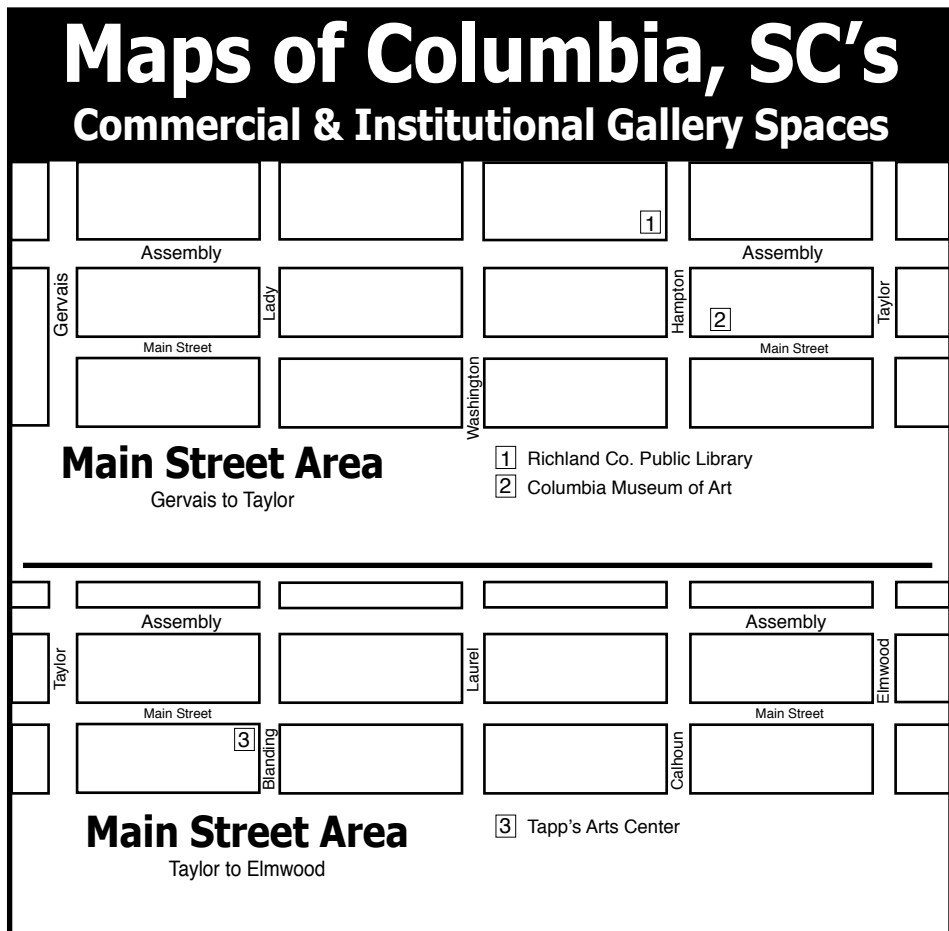 Maps of Columbia, SC's
Commercial & Institutional Gallery Spaces
1
Assembly
Assembly
Gervais
Lady
Hampton
Taylor
2
Main Street
Main Street
Washington
Main Street Area
Gervais to Taylor
1 Richland Co. Public Library
2 Columbia Museum of Art
Assembly
Assembly
Taylor
Laurel
Elmwood
Main Street
Main Street
3
Blanding
Calhoun
Main Street Area
Taylor to Elmwood
3 Tapp's Arts Center